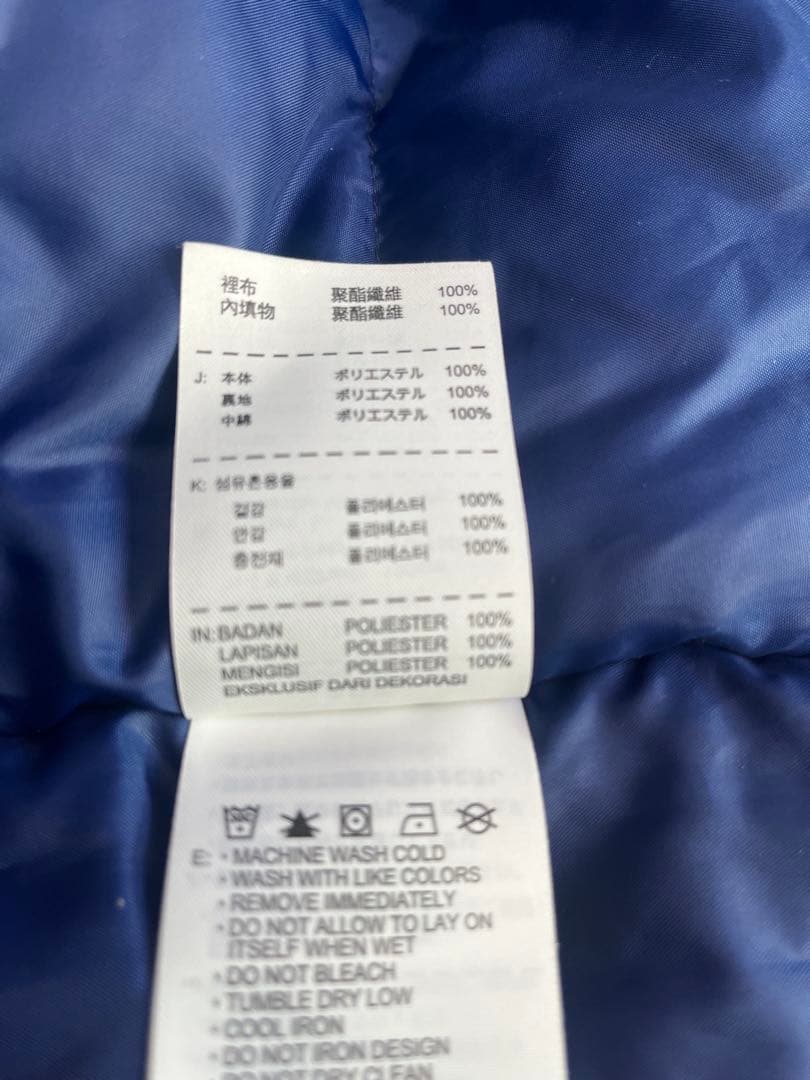 裡布 聚酯纖維 100%
內填物 聚酯纖維 100%
J: 本体 ポリエステル 100%
裏地 ポリエステル 100%
中綿 ポリエステル 100%
K: 섬유혼용율
겉감 폴리에스터 100%
안감 폴리에스터 100%
충전재 폴리에스터 100%
IN: BADAN POLIESTER 100%
LAPISAN POLIESTER 100%
MENGISI POLIESTER 100%
EKSKLUSIF DARI DEKORASI
E: • MACHINE WASH COLD
• WASH WITH LIKE COLORS
• REMOVE IMMEDIATELY
• DO NOT ALLOW TO LAY ON
ITSELF WHEN WET
• DO NOT BLEACH
• TUMBLE DRY LOW
• COOL IRON
• DO NOT IRON DESIGN
DO NOT DRY CLEAN